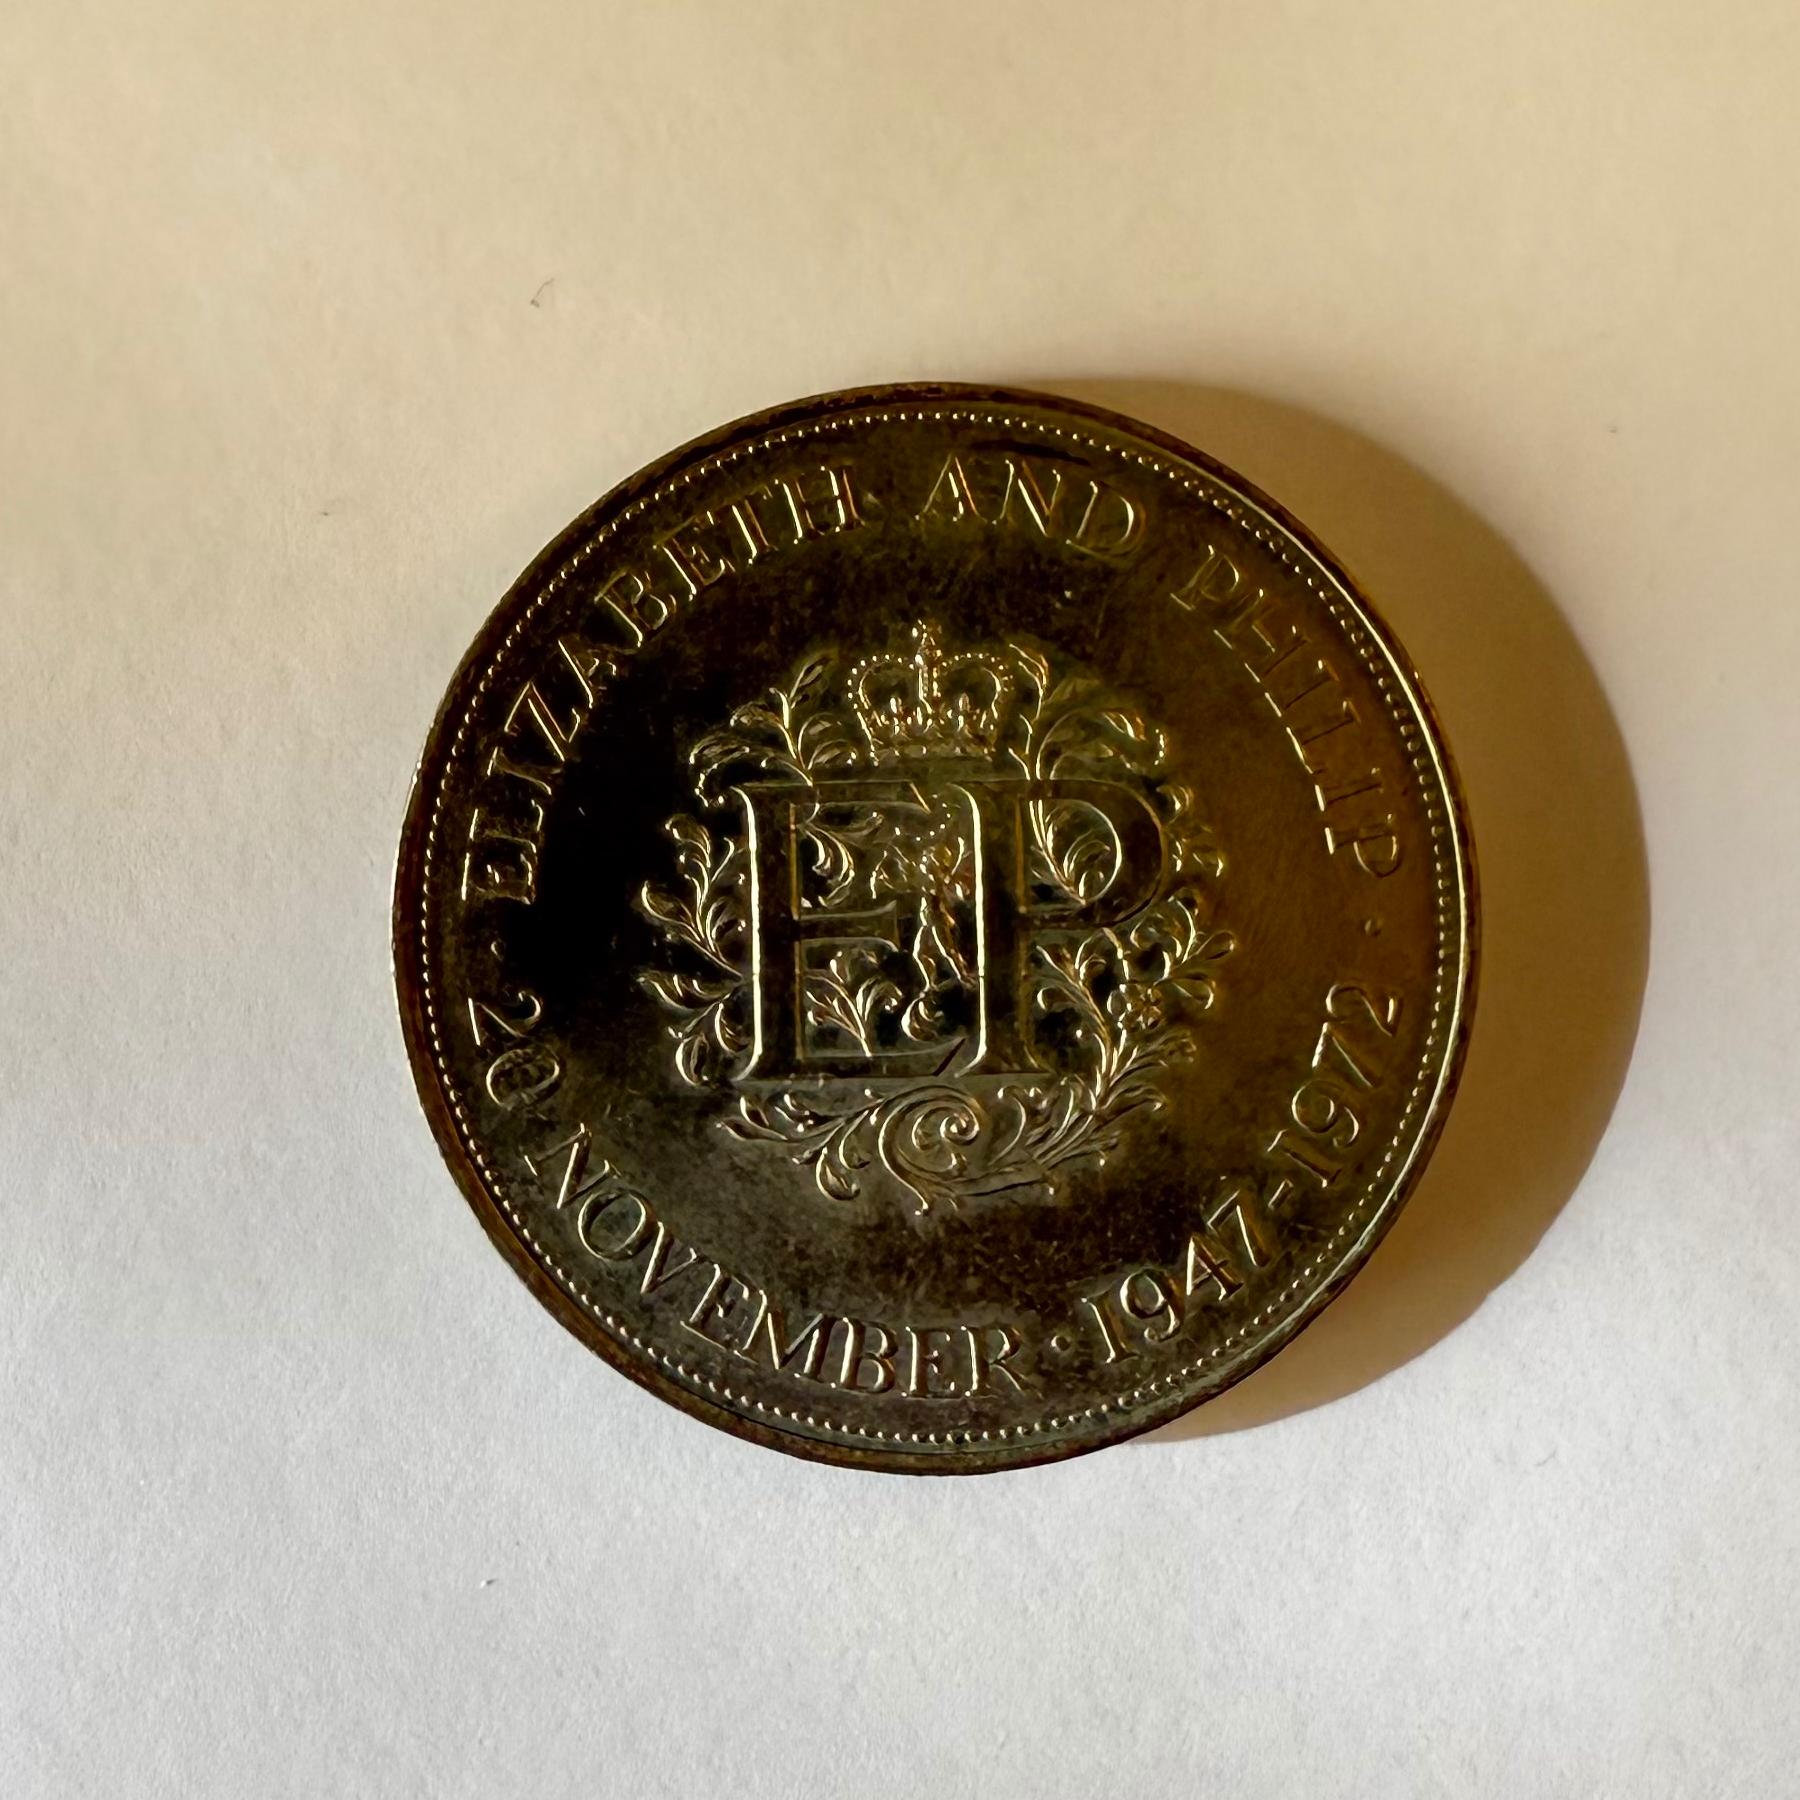 ELIZABETH AND PHILIP · 20 NOVEMBER · 1947-1972 ·
EP